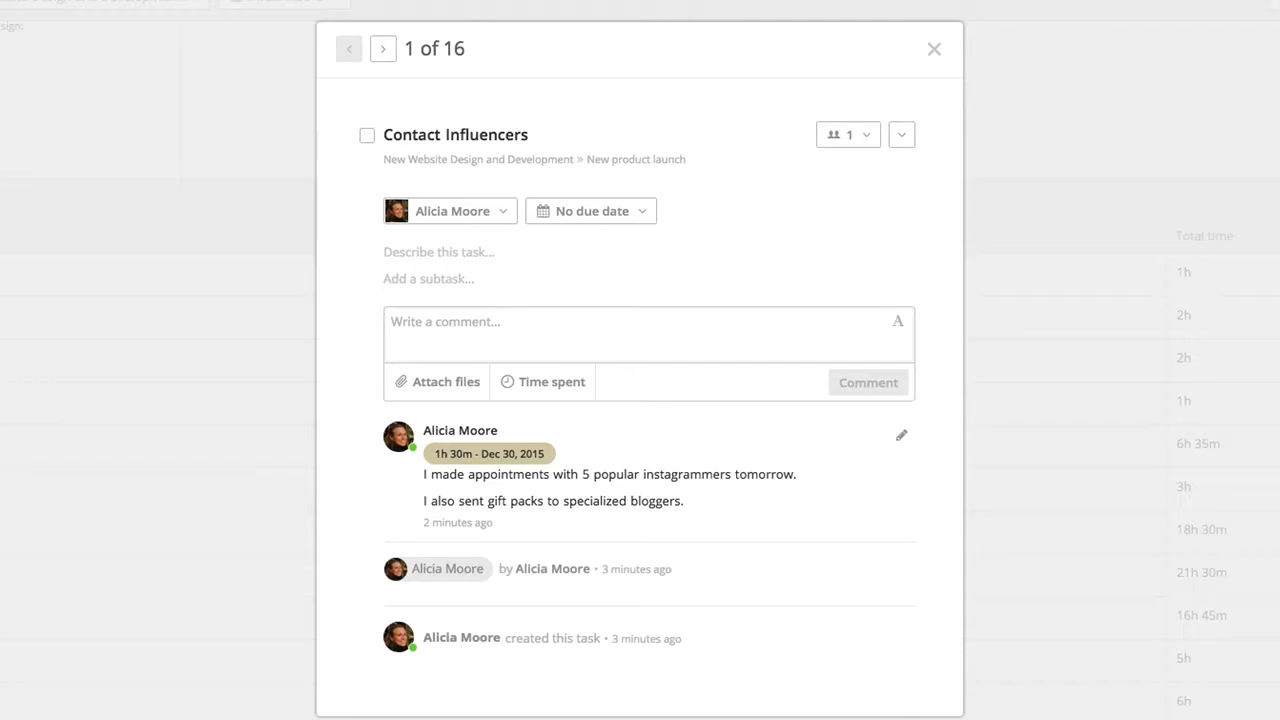 sign:
1 of 16
Contact Influencers
1
New Website Design and Development » New product launch
Alicia Moore
No due date
Describe this task...
Add a subtask...
Write a comment...
A
Attach files
Time spent
Comment
Alicia Moore
1h 30m - Dec 30, 2015
I made appointments with 5 popular instagrammers tomorrow.
I also sent gift packs to specialized bloggers.
2 minutes ago
Alicia Moore by Alicia Moore • 3 minutes ago
Alicia Moore created this task • 3 minutes ago
Total time
1h
2h
2h
1h
6h 35m
3h
18h 30m
21h 30m
16h 45m
5h
6h